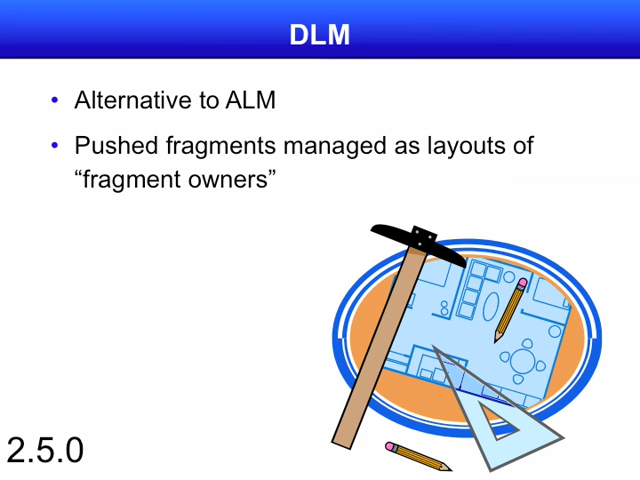 DLM
• Alternative to ALM
• Pushed fragments managed as layouts of
“fragment owners”
2.5.0